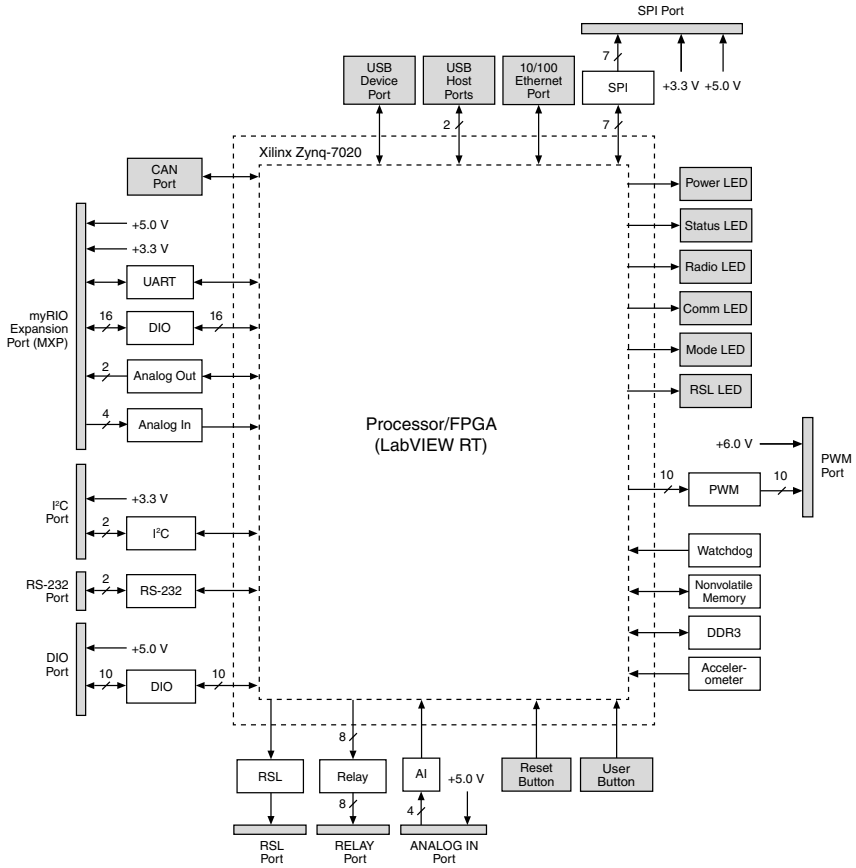 SPI Port
7
+3.3 V +5.0 V
USB
Device
Port
USB
Host
Ports
10/100
Ethernet
Port
SPI
2
7
Xilinx Zynq-7020
CAN
Port
Power LED
Status LED
Radio LED
Comm LED
Mode LED
RSL LED
myRIO
Expansion
Port (MXP)
+5.0 V
+3.3 V
UART
16
DIO
16
2
Analog Out
4
Analog In
Processor/FPGA
(LabVIEW RT)
+6.0 V
10
PWM
10
PWM
Port
I²C
Port
+3.3 V
2
I²C
Watchdog
Nonvolatile
Memory
DDR3
Acceler-
ometer
RS-232
Port
2
RS-232
DIO
Port
+5.0 V
10
DIO
10
8
RSL
Relay
AI
+5.0 V
Reset
Button
User
Button
8
4
RSL
Port
RELAY
Port
ANALOG IN
Port